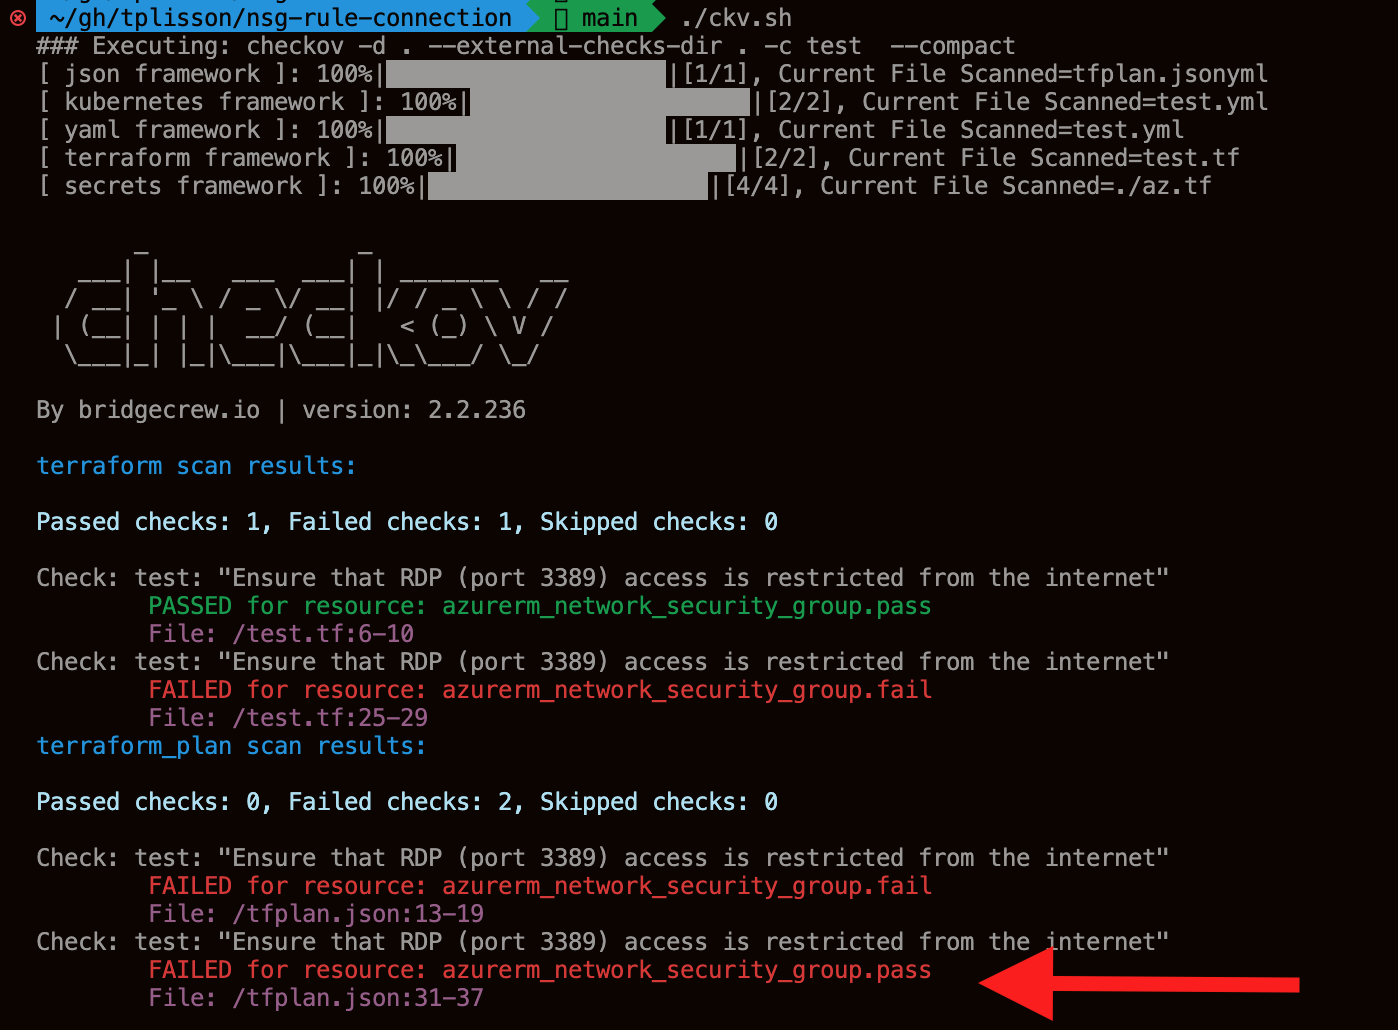 ~/gh/tplisson/nsg-rule-connection main ./ckv.sh
### Executing: checkov -d . --external-checks-dir . -c test  --compact
[ json framework ]: 100%|████████████████████|[1/1], Current File Scanned=tfplan.jsonyml
[ kubernetes framework ]: 100%|████████████████████|[2/2], Current File Scanned=test.yml
[ yaml framework ]: 100%|████████████████████|[1/1], Current File Scanned=test.yml
[ terraform framework ]: 100%|████████████████████|[2/2], Current File Scanned=test.tf
[ secrets framework ]: 100%|████████████████████|[4/4], Current File Scanned=./az.tf
checkov
By bridgecrew.io | version: 2.2.236
terraform scan results:
Passed checks: 1, Failed checks: 1, Skipped checks: 0
Check: test: "Ensure that RDP (port 3389) access is restricted from the internet"
PASSED for resource: azurerm_network_security_group.pass
File: /test.tf:6-10
Check: test: "Ensure that RDP (port 3389) access is restricted from the internet"
FAILED for resource: azurerm_network_security_group.fail
File: /test.tf:25-29
terraform_plan scan results:
Passed checks: 0, Failed checks: 2, Skipped checks: 0
Check: test: "Ensure that RDP (port 3389) access is restricted from the internet"
FAILED for resource: azurerm_network_security_group.fail
File: /tfplan.json:13-19
Check: test: "Ensure that RDP (port 3389) access is restricted from the internet"
FAILED for resource: azurerm_network_security_group.pass
File: /tfplan.json:31-37